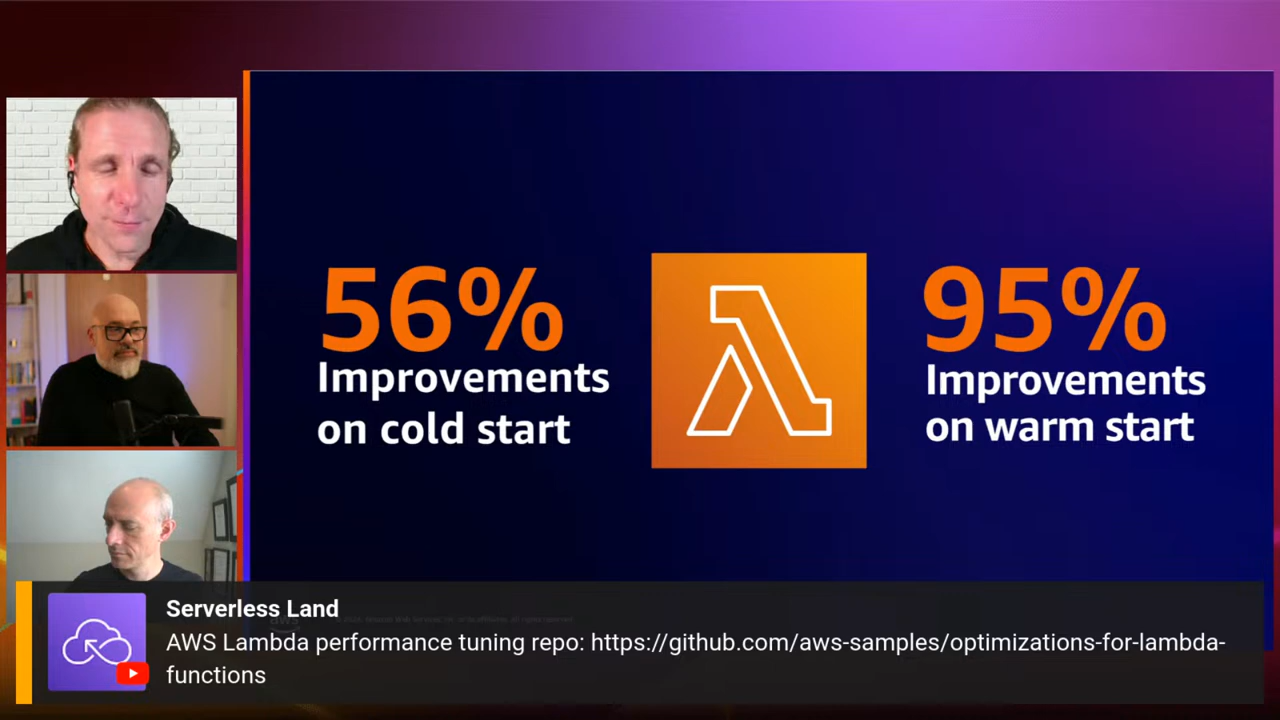 56%
Improvements
on cold start
95%
Improvements
on warm start
aws
Serverless Land
AWS Lambda performance tuning repo: https://github.com/aws-samples/optimizations-for-lambda-
functions